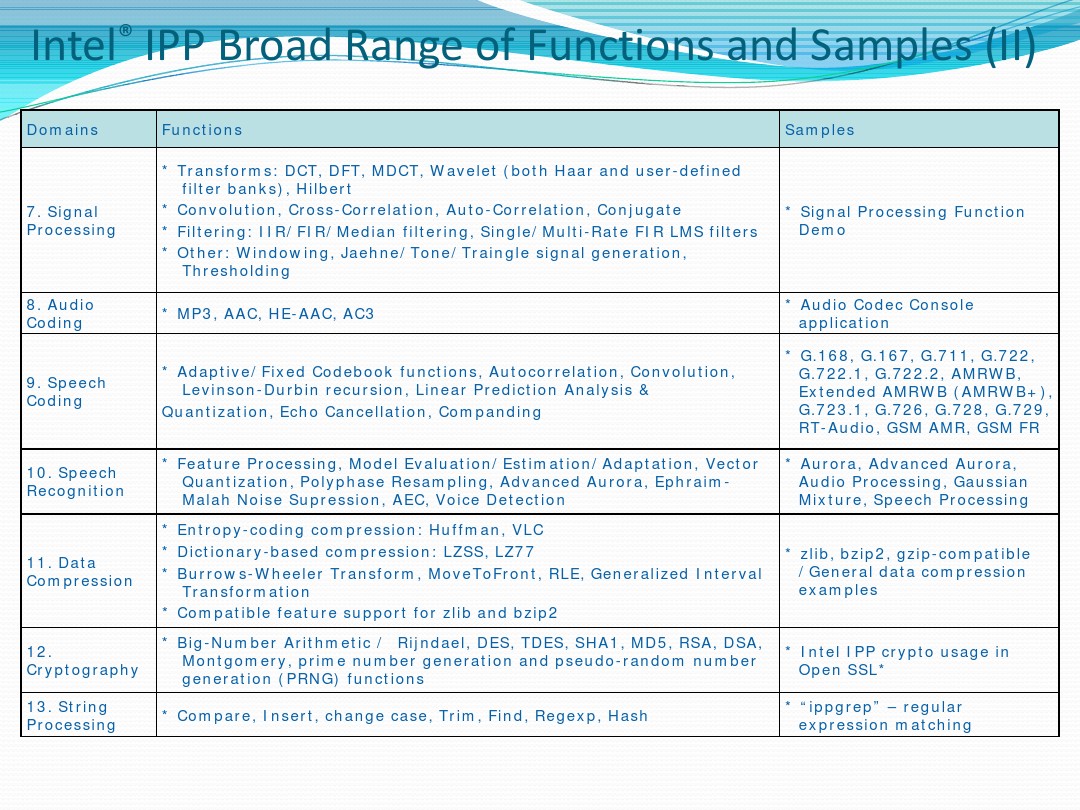 Intel® IPP Broad Range of Functions and Samples (II)
Domains
Functions
Samples
7. Signal
Processing
* Transforms: DCT, DFT, MDCT, Wavelet (both Haar and user-defined
filter banks), Hilbert
* Convolution, Cross-Correlation, Auto-Correlation, Conjugate
* Filtering: IIR/FIR/Median filtering, Single/Multi-Rate FIR LMS filters
* Other: Windowing, Jaehne/Tone/Traingle signal generation,
Thresholding
* Signal Processing Function
Demo
8. Audio
Coding
* MP3, AAC, HE-AAC, AC3
* Audio Codec Console
application
9. Speech
Coding
* Adaptive/Fixed Codebook functions, Autocorrelation, Convolution,
Levinson-Durbin recursion, Linear Prediction Analysis &
Quantization, Echo Cancellation, Companding
* G.168, G.167, G.711, G.722,
G.722.1, G.722.2, AMRWB,
Extended AMRWB (AMRWB+),
G.723.1, G.726, G.728, G.729,
RT-Audio, GSM AMR, GSM FR
10. Speech
Recognition
* Feature Processing, Model Evaluation/Estimation/Adaptation, Vector
Quantization, Polyphase Resampling, Advanced Aurora, Ephraim-
Malah Noise Supression, AEC, Voice Detection
* Aurora, Advanced Aurora,
Audio Processing, Gaussian
Mixture, Speech Processing
11. Data
Compression
* Entropy-coding compression: Huffman, VLC
* Dictionary-based compression: LZSS, LZ77
* Burrows-Wheeler Transform, MoveToFront, RLE, Generalized Interval
Transformation
* Compatible feature support for zlib and bzip2
* zlib, bzip2, gzip-compatible
/General data compression
examples
12.
Cryptography
* Big-Number Arithmetic / Rijndael, DES, TDES, SHA1, MD5, RSA, DSA,
Montgomery, prime number generation and pseudo-random number
generation (PRNG) functions
* Intel IPP crypto usage in
Open SSL*
13. String
Processing
* Compare, Insert, change case, Trim, Find, Regexp, Hash
* “ippgrep” – regular
expression matching